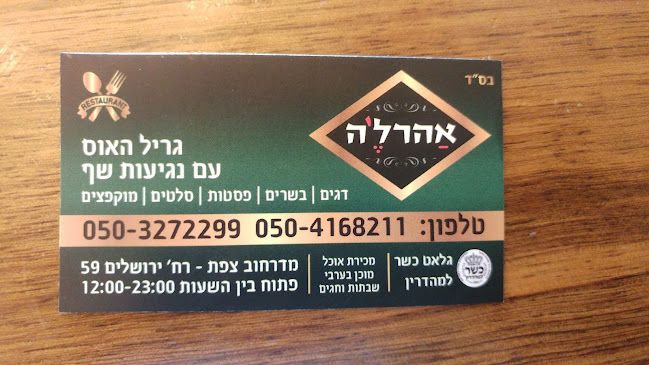 בס"ד
אַהרלֶ'ה
RESTAURANT
גריל האוס
עם נגיעות שף
דגים | בשרים | פסטות | סלטים | מוקפצים
טלפון: 050-4168211 050-3272299
כשר
גלאט כשר
למהדרין
מכירת אוכל
מוכן בערבי
שבתות וחגים
מדרחוב צפת - רח' ירושלים 59
פתוח בין השעות 12:00-23:00